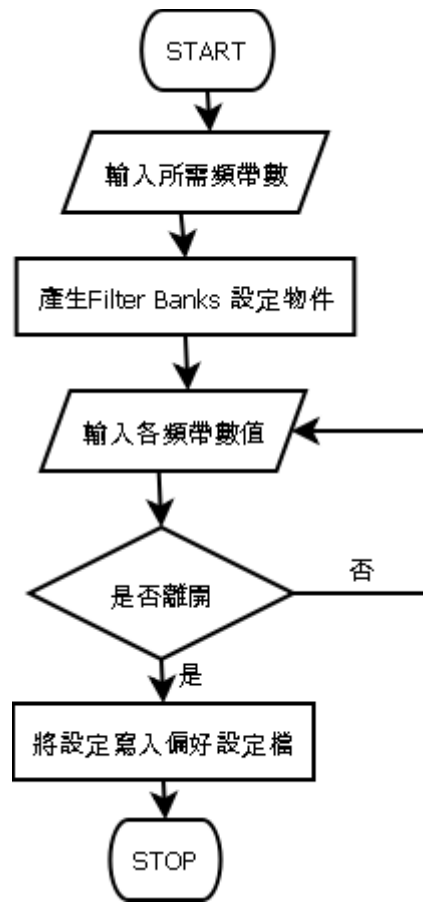 START
輸入所需頻帶數
產生Filter Banks 設定物件
輸入各頻帶數值
是否離開
否
是
將設定寫入偏好設定檔
STOP